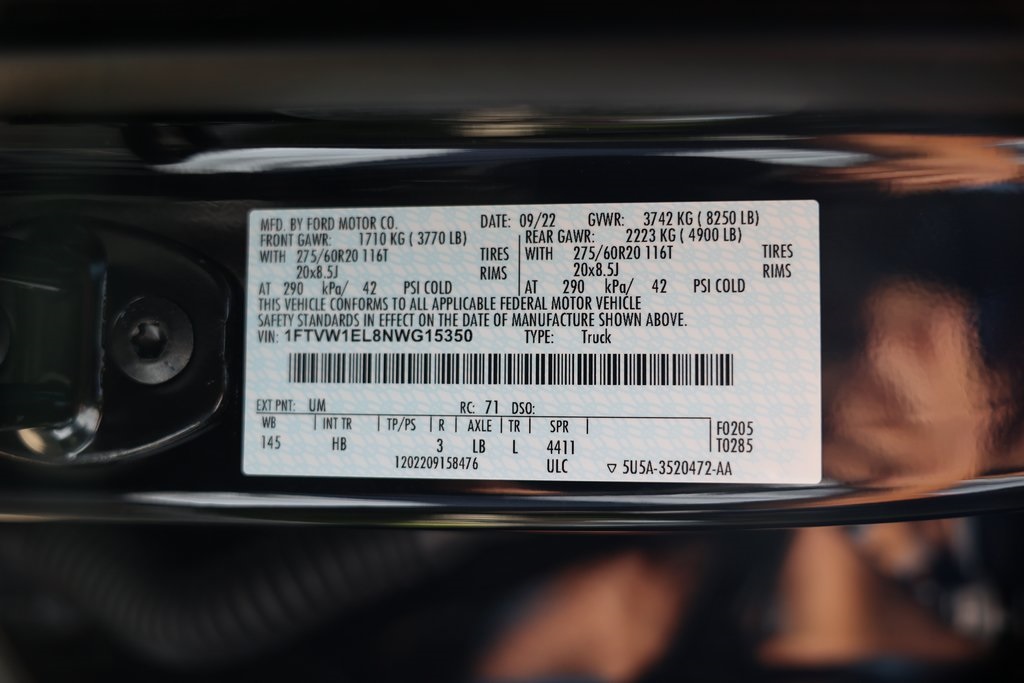 MFD. BY FORD MOTOR CO. DATE: 09/22 GVWR: 3742 KG ( 8250 LB)
FRONT GAWR: 1710 KG ( 3770 LB) REAR GAWR: 2223 KG ( 4900 LB)
WITH 275/60R20 116T TIRES WITH 275/60R20 116T TIRES
20x8.5J RIMS 20x8.5J RIMS
AT 290 kPa/ 42 PSI COLD AT 290 kPa/ 42 PSI COLD
THIS VEHICLE CONFORMS TO ALL APPLICABLE FEDERAL MOTOR VEHICLE
SAFETY STANDARDS IN EFFECT ON THE DATE OF MANUFACTURE SHOWN ABOVE.
VIN: 1FTVW1EL8NWG15350 TYPE: Truck
EXT PNT: UM RC: 71 DSO:
WB INT TR TP/PS R AXLE TR SPR F0205
145 HB 3 LB L 4411 T0285
1202209158476 ULC ▽ 5U5A-3520472-AA